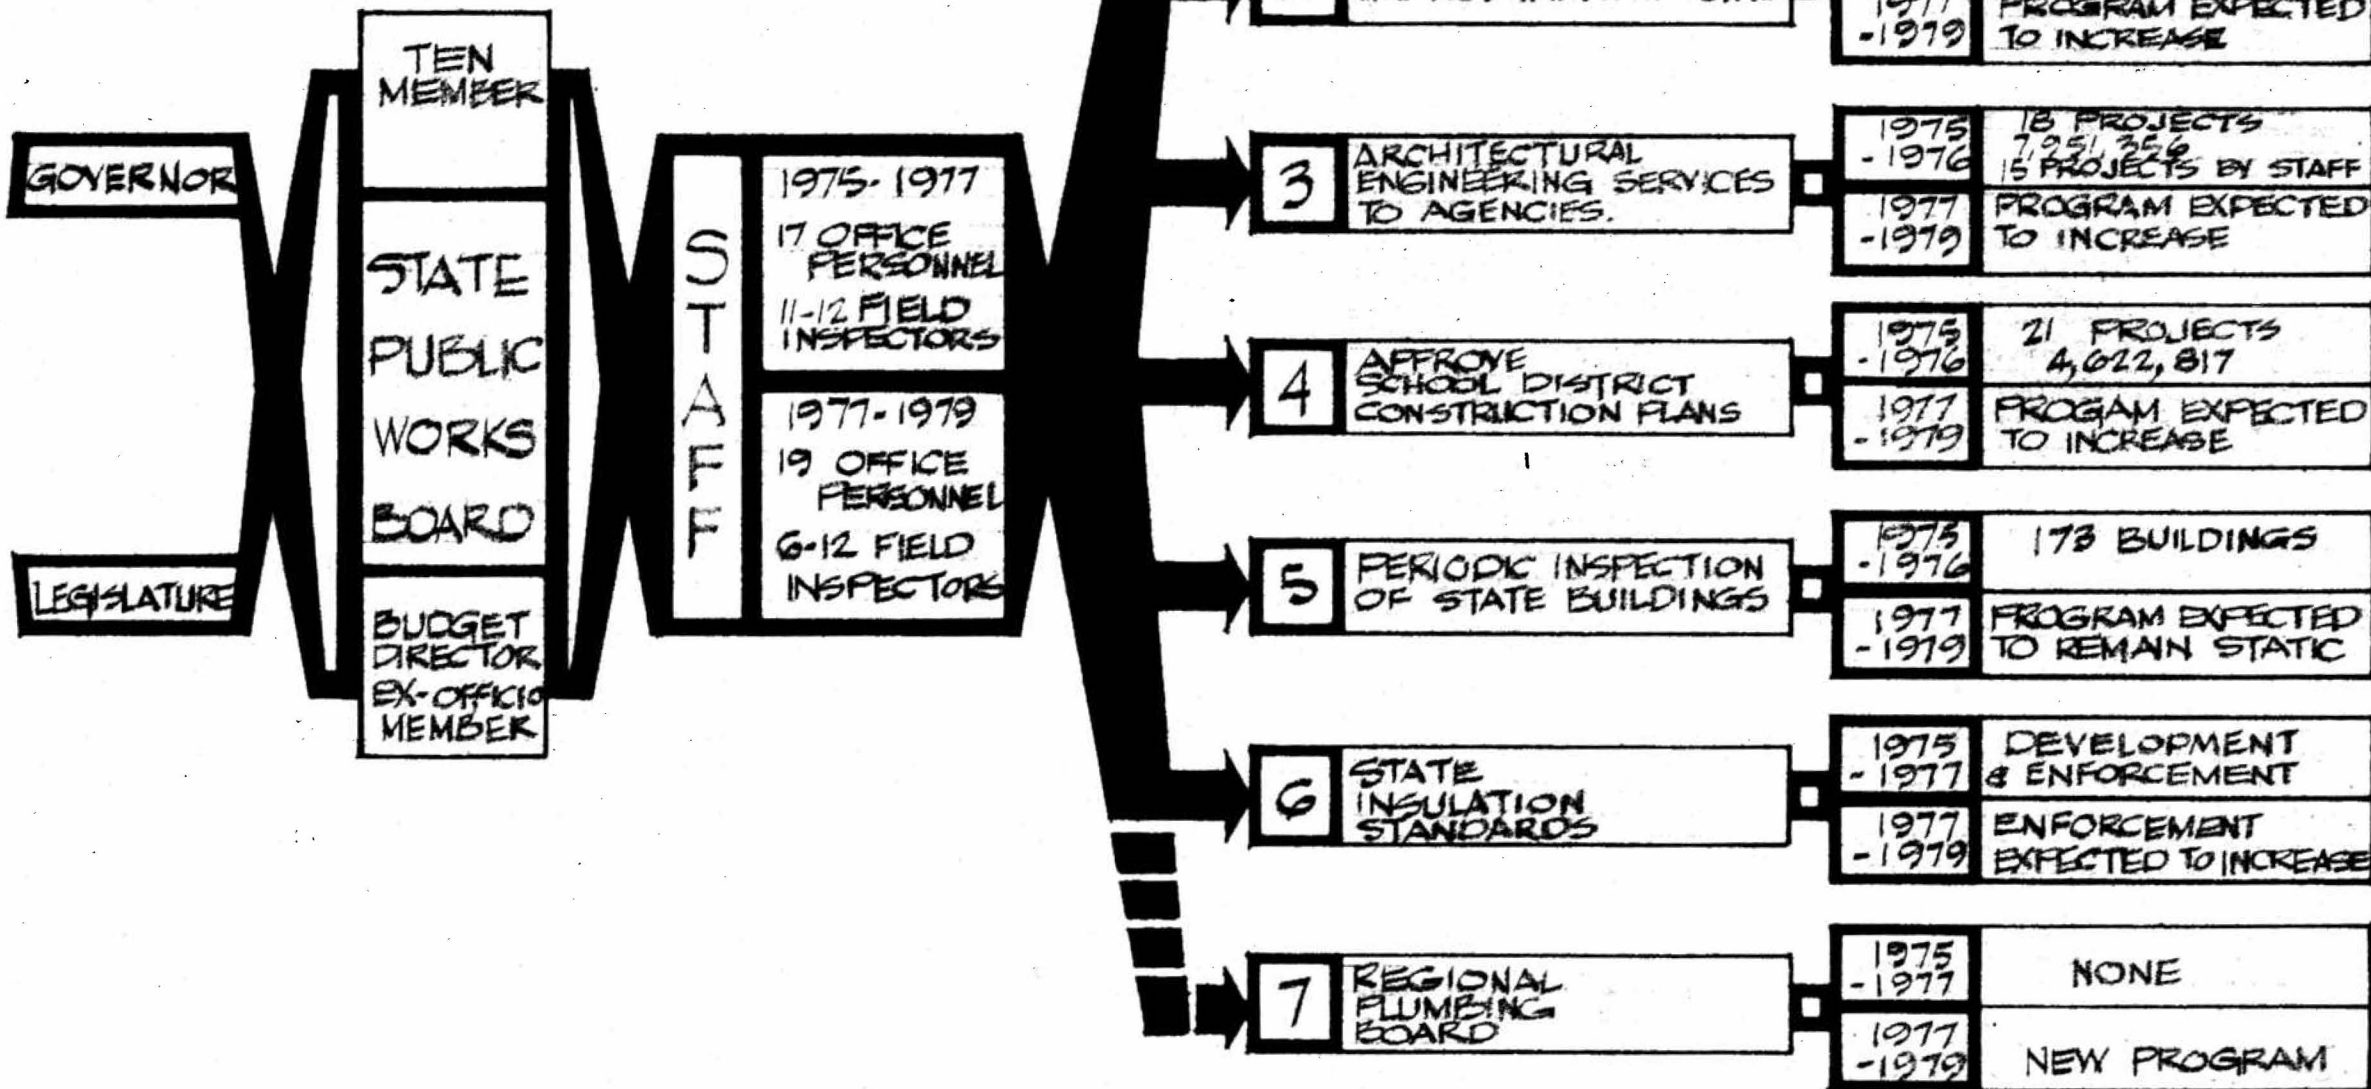 GOVERNOR
LEGISLATURE
TEN
MEMBER
STATE
PUBLIC
WORKS
BOARD
BUDGET
DIRECTOR
EX-OFFICIO
MEMBER
STAFF
1975-1977
17 OFFICE
PERSONNEL
11-12 FIELD
INSPECTORS
1977-1979
19 OFFICE
PERSONNEL
6-12 FIELD
INSPECTORS
1977
-1979
PROGRAM EXPECTED
TO INCREASE
3
ARCHITECTURAL
ENGINEERING SERVICES
TO AGENCIES.
1975
-1976
18 PROJECTS
7,951,356
15 PROJECTS BY STAFF
1977
-1979
PROGRAM EXPECTED
TO INCREASE
4
APPROVE
SCHOOL DISTRICT
CONSTRUCTION PLANS
1975
-1976
21 PROJECTS
4,622,817
1977
-1979
PROGAM EXPECTED
TO INCREASE
5
PERIODIC INSPECTION
OF STATE BUILDINGS
1975
-1976
173 BUILDINGS
1977
-1979
PROGRAM EXPECTED
TO REMAIN STATIC
6
STATE
INSULATION
STANDARDS
1975
-1977
DEVELOPMENT
& ENFORCEMENT
1977
-1979
ENFORCEMENT
EXPECTED TO INCREASE
7
REGIONAL
PLUMBING
BOARD
1975
-1977
NONE
1977
-1979
NEW PROGRAM